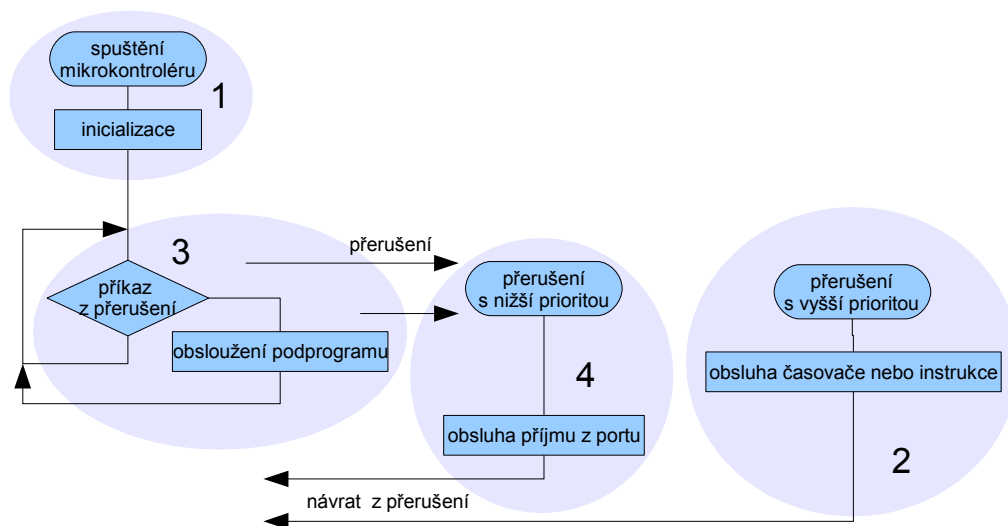 spuštění
mikrokontroléru
1
inicializace
3
přerušení
příkaz
z přerušení
přerušení
s nižší prioritou
přerušení
s vyšší prioritou
obsloužení podprogramu
4
obsluha časovače nebo instrukce
obsluha příjmu z portu
2
návrat z přerušení